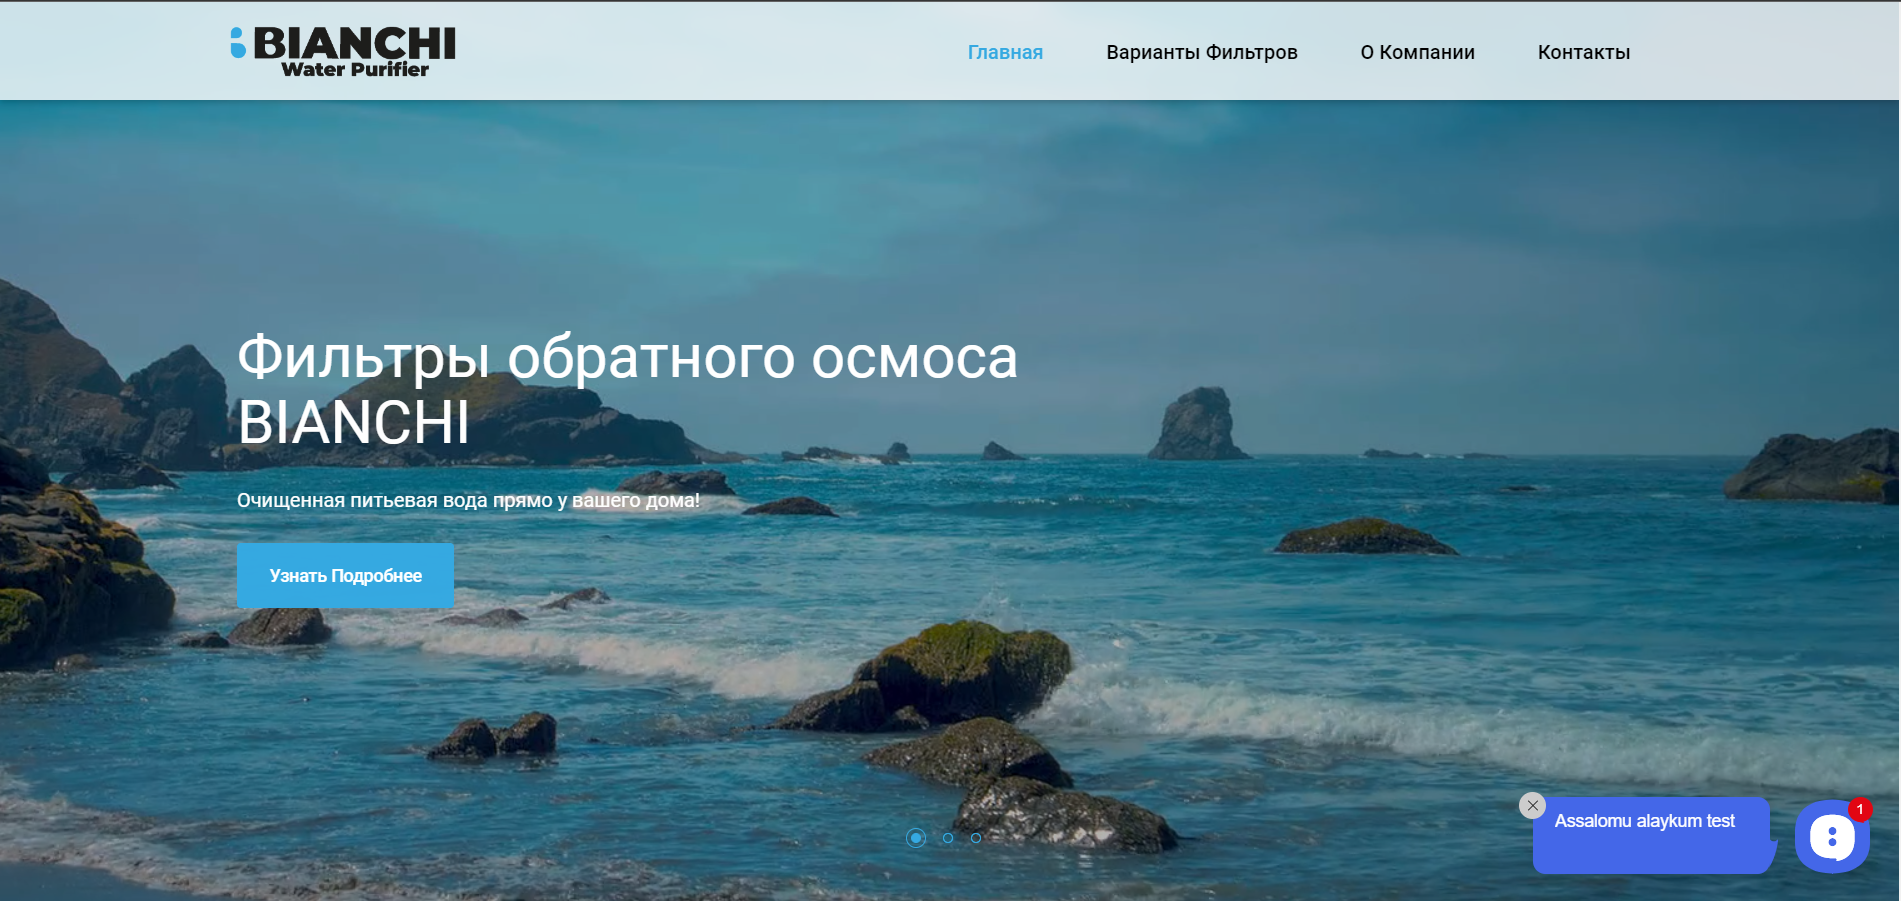 BIANCHI
Water Purifier
Главная
Варианты Фильтров
О Компании
Контакты
Фильтры обратного осмоса
BIANCHI
Очищенная питьевая вода прямо у вашего дома!
Узнать Подробнее
Assalomu alaykum test
1